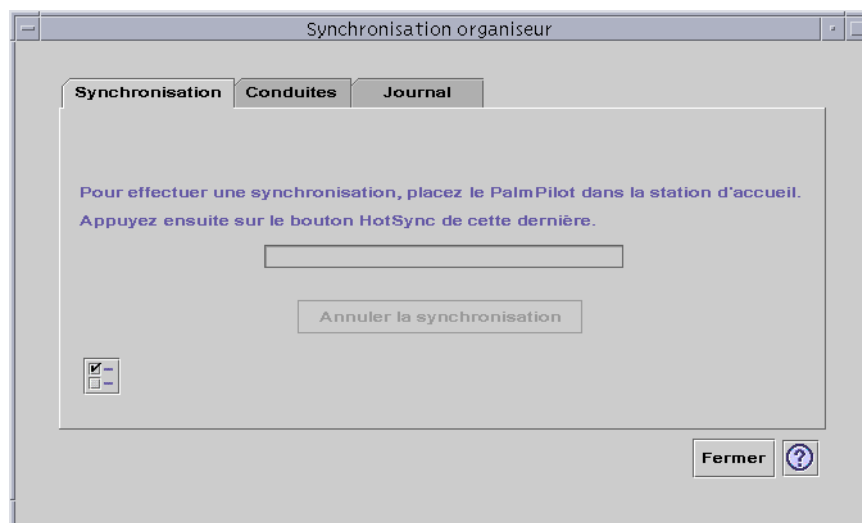 Synchronisation organiseur
Synchronisation Conduites Journal
Pour effectuer une synchronisation, placez le PalmPilot dans la station d'accueil.
Appuyez ensuite sur le bouton HotSync de cette dernière.
Annuler la synchronisation
Fermer ?